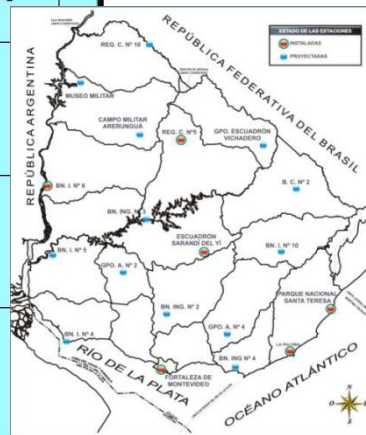 REPÚBLICA ARGENTINA
REPÚBLICA FEDERATIVA DEL BRASIL
ESTADO DE LAS ESTACIONES
INSTALADAS
PROYECTADAS
REG. C. Nº 10
MUSEO MILITAR
CAMPO MILITAR
ARERUNGUÁ
REG. C. Nº5
GPO. ESCUADRÓN
VICHADERO
BN. I. Nº 8
B. C. Nº 2
BN. ING. Nº 3
ESCUADRÓN
SARANDÍ DEL YÍ
BN. I. Nº 10
BN. I. Nº 5
GPO. A. Nº 2
PARQUE NACIONAL
SANTA TERESA
BN. ING. Nº 2
BN. I. Nº 4
GPO. A. Nº 4
RÍO DE LA PLATA
FORTALEZA DE
MONTEVIDEO
BN. ING Nº 4
LA PALOMA
OCÉANO ATLÁNTICO
N
O
E
S